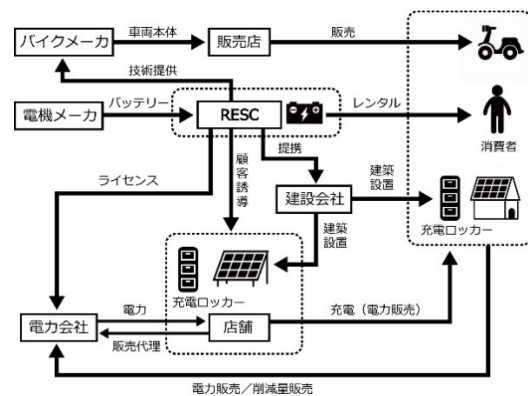 バイクメーカ
車両本体
販売店
販売
技術提供
電機メーカ
バッテリー
RESC
レンタル
消費者
提携
顧客誘導
ライセンス
建設会社
建築
設置
建築
設置
充電ロッカー
充電ロッカー
電力会社
電力
販売代理
店舗
充電（電力販売）
電力販売／削減量販売